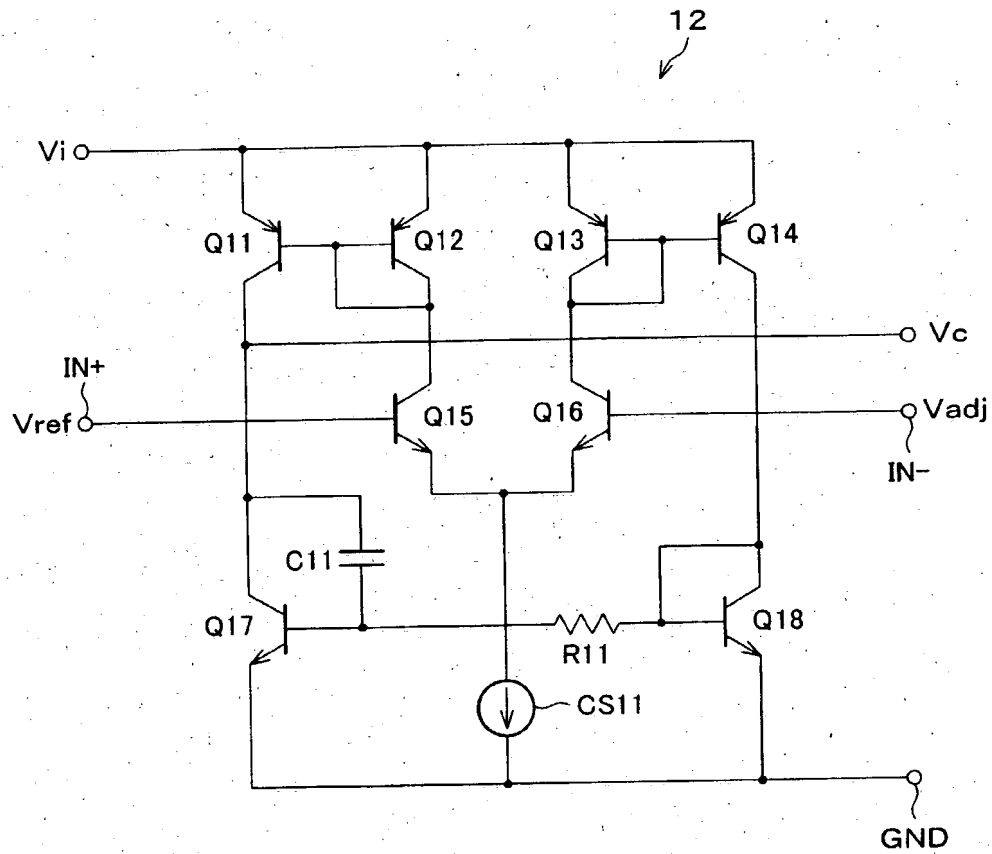 12
Vi
Q11
Q12
Q13
Q14
Vc
IN+
Vref
Q15
Q16
Vadj
IN-
C11
Q17
R11
Q18
CS11
GND